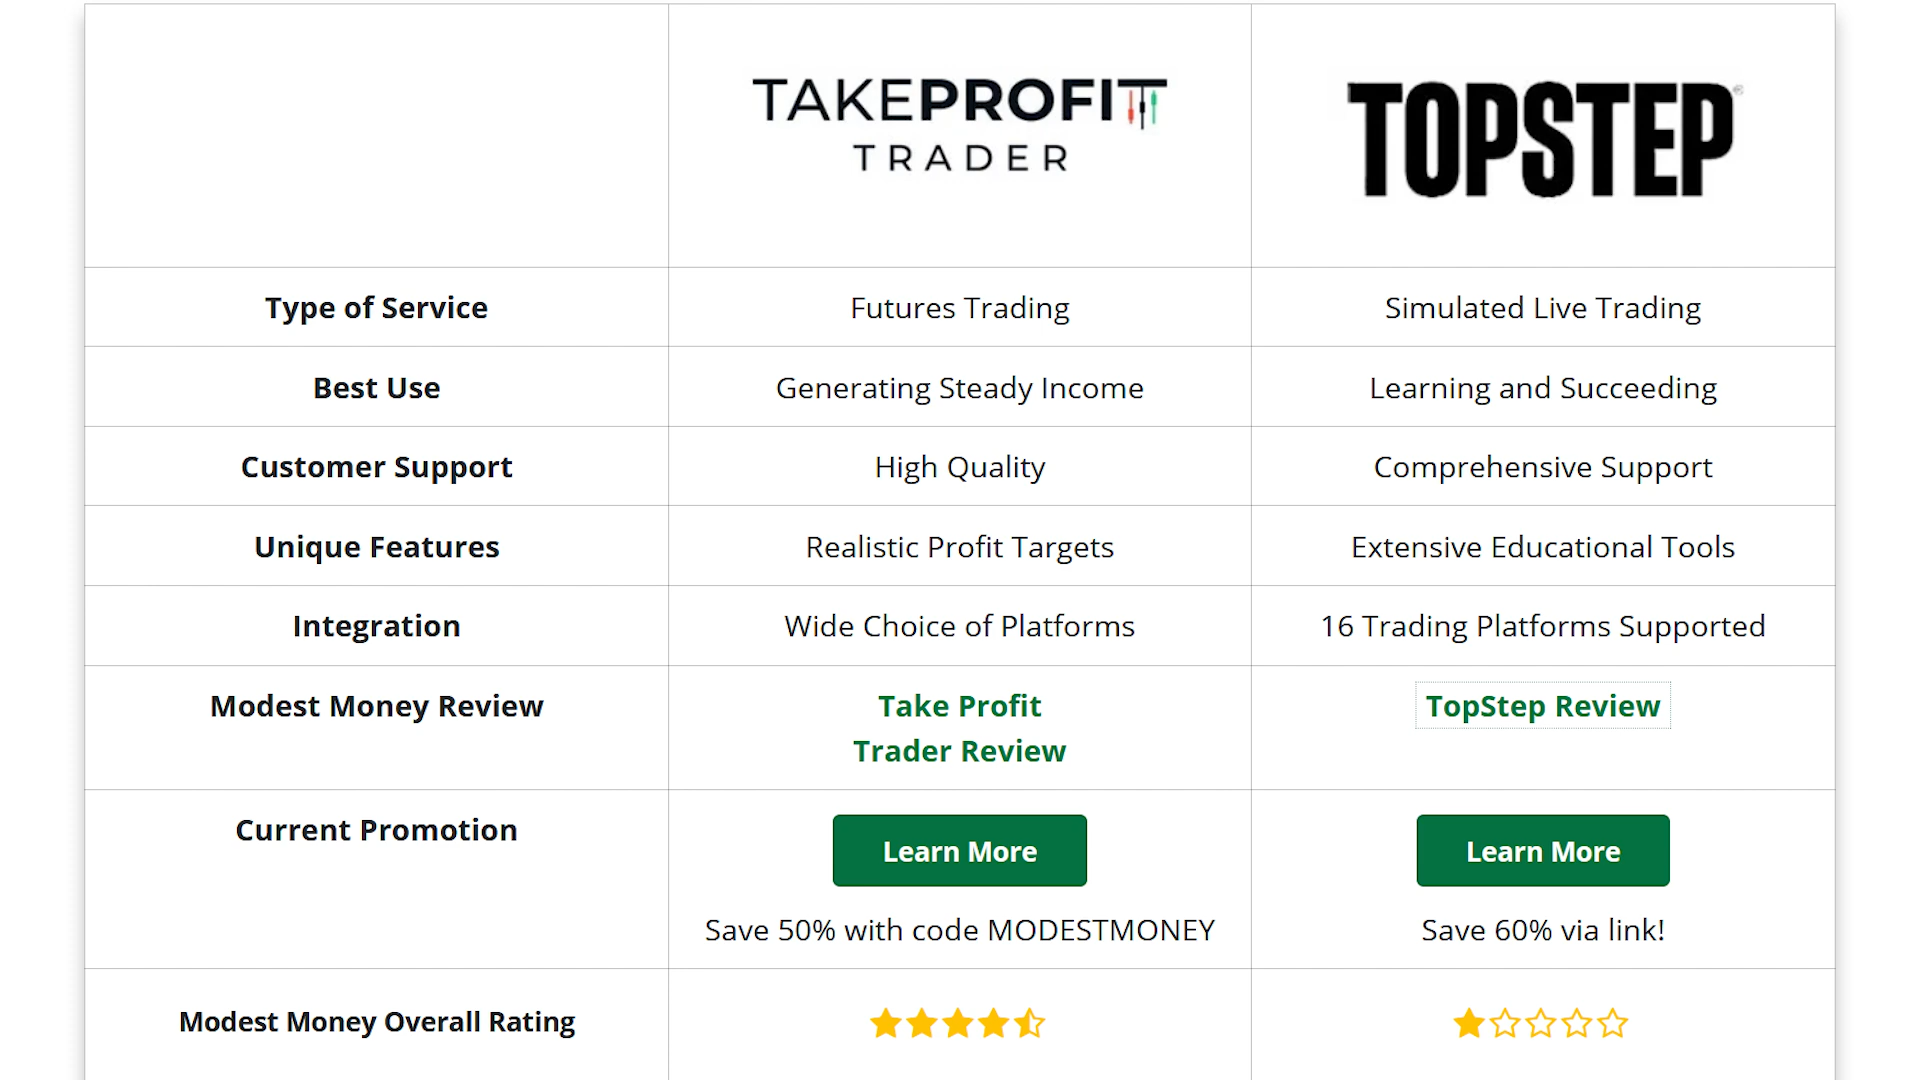 TAKEPROFIT
TRADER
TOPSTEP®
Type of Service
Futures Trading
Simulated Live Trading
Best Use
Generating Steady Income
Learning and Succeeding
Customer Support
High Quality
Comprehensive Support
Unique Features
Realistic Profit Targets
Extensive Educational Tools
Integration
Wide Choice of Platforms
16 Trading Platforms Supported
Modest Money Review
Take Profit
Trader Review
TopStep Review
Current Promotion
Learn More
Save 50% with code MODESTMONEY
Learn More
Save 60% via link!
Modest Money Overall Rating